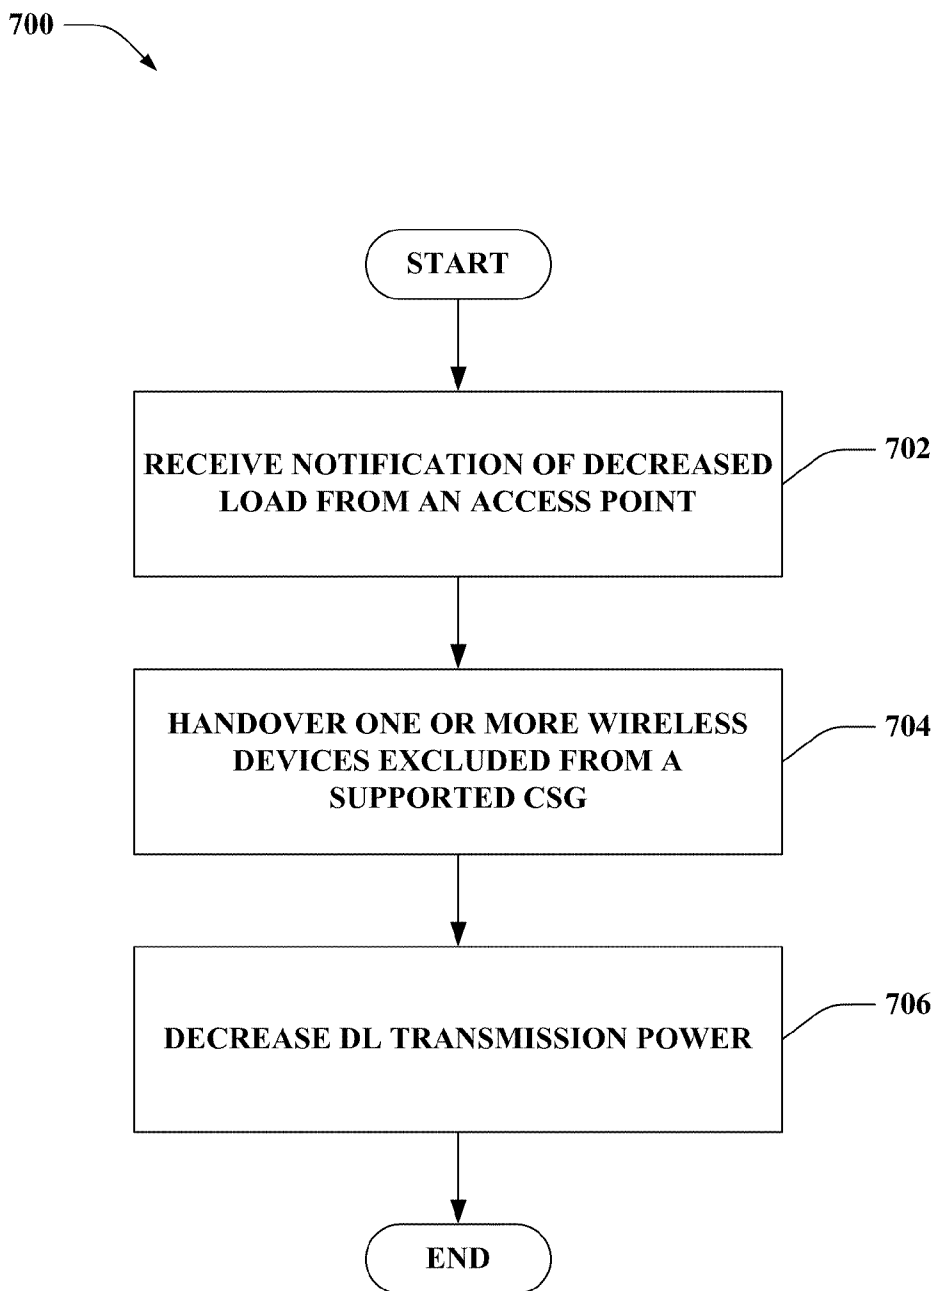 700
START
RECEIVE NOTIFICATION OF DECREASED
LOAD FROM AN ACCESS POINT
702
HANDOVER ONE OR MORE WIRELESS
DEVICES EXCLUDED FROM A
SUPPORTED CSG
704
DECREASE DL TRANSMISSION POWER
706
END